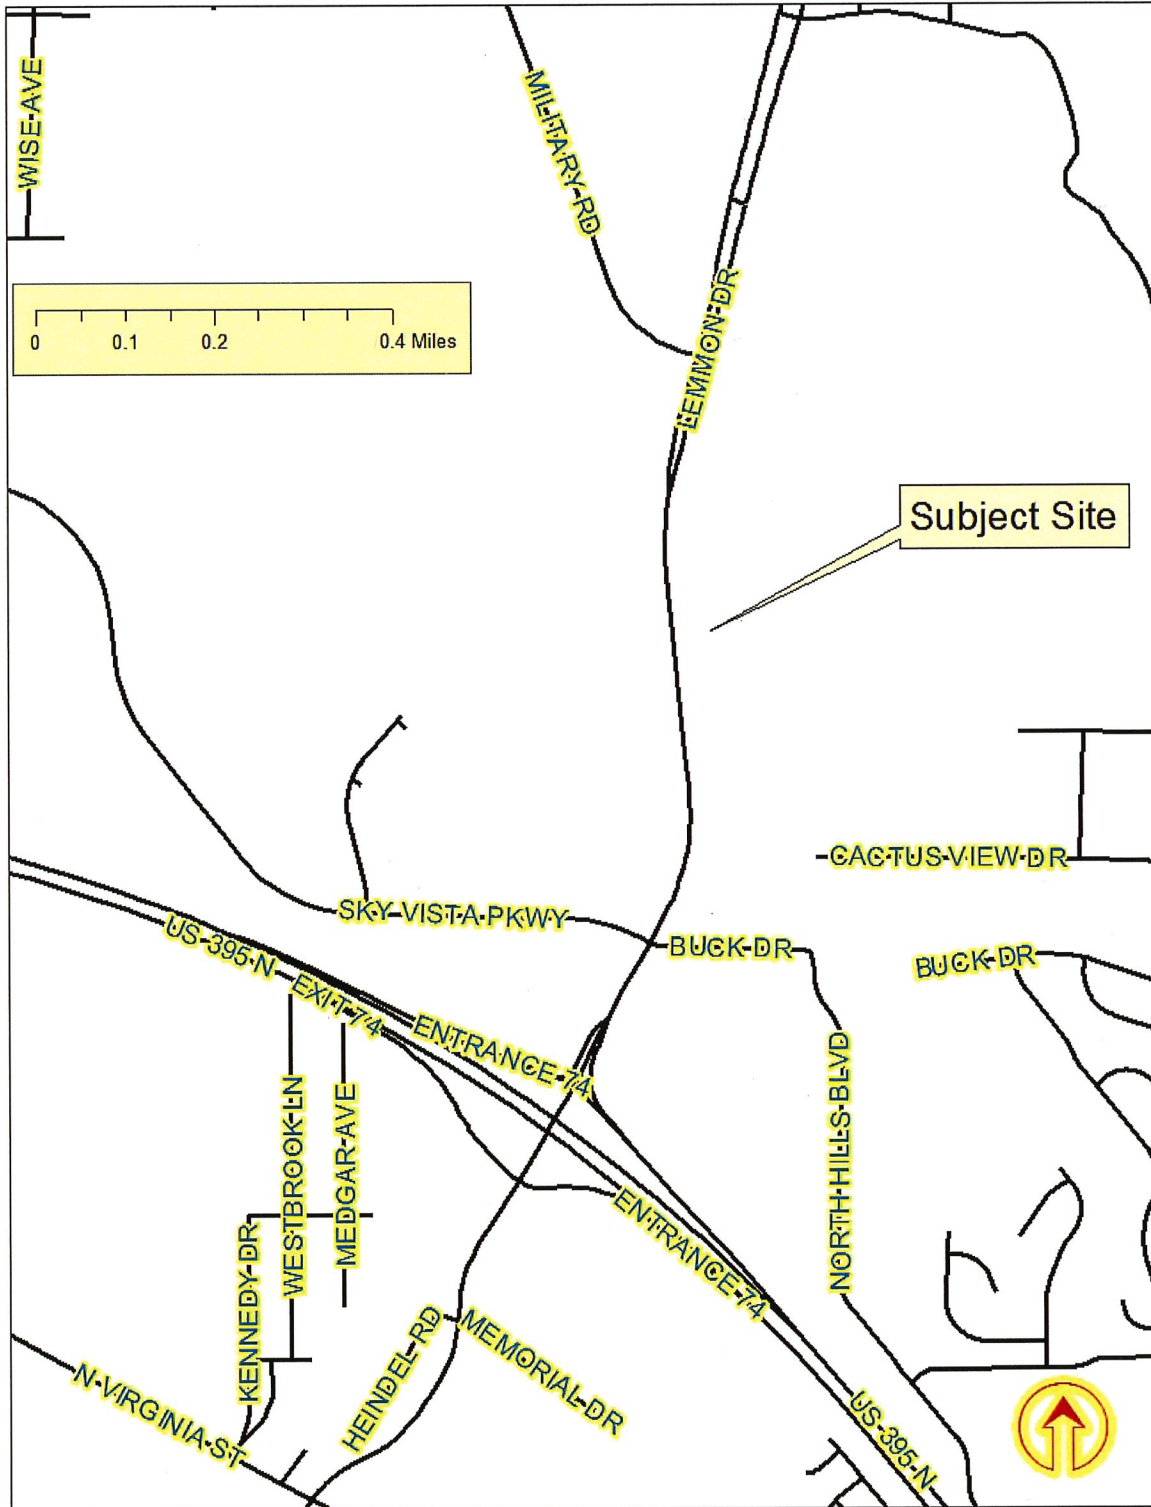 WISE AVE
MILITARY RD
LEMMON DR
0 0.1 0.2 0.4 Miles
Subject Site
CACTUS VIEW DR
SKY VISTA PKWY
BUCK DR
BUCK DR
US 395 N
EXIT 74
ENTRANCE 74
WESTBROOK LN
MEDGAR AVE
NORTH HILLS BLVD
KENNEDY DR
ENTRANCE 74
HEINDEL RD
MEMORIAL DR
N VIRGINIA ST
US 395 N